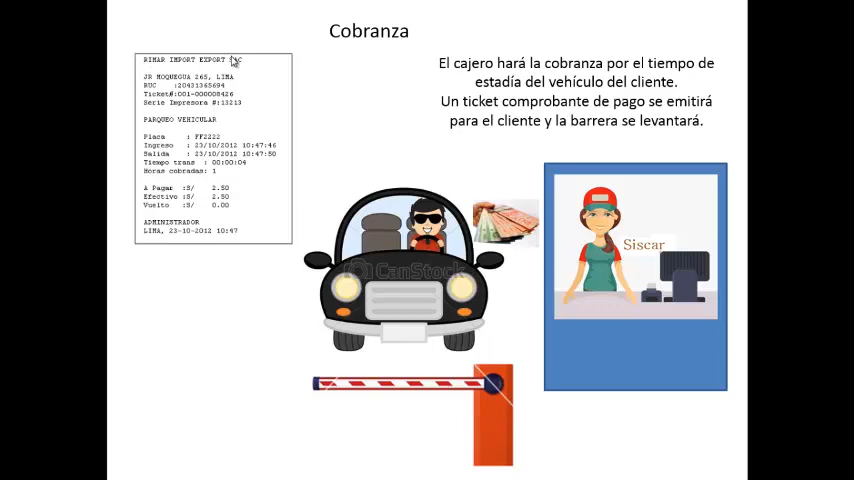 Cobranza
RIMAR IMPORT EXPORT SAC
JR MOQUEGUA 265, LIMA
RUC :20431365694
Ticket#:001-000008426
Serie Impresora #:13213
PARQUEO VEHICULAR
Placa : FF2222
Ingreso : 23/10/2012 10:47:46
Salida : 23/10/2012 10:47:50
Tiempo trans : 00:00:04
Horas cobradas: 1
A Pagar :S/ 2.50
Efectivo :S/ 2.50
Vuelto :S/ 0.00
ADMINISTRADOR
LIMA, 23-10-2012 10:47
El cajero hará la cobranza por el tiempo de
estadía del vehículo del cliente.
Un ticket comprobante de pago se emitirá
para el cliente y la barrera se levantará.
Siscar
CanStock